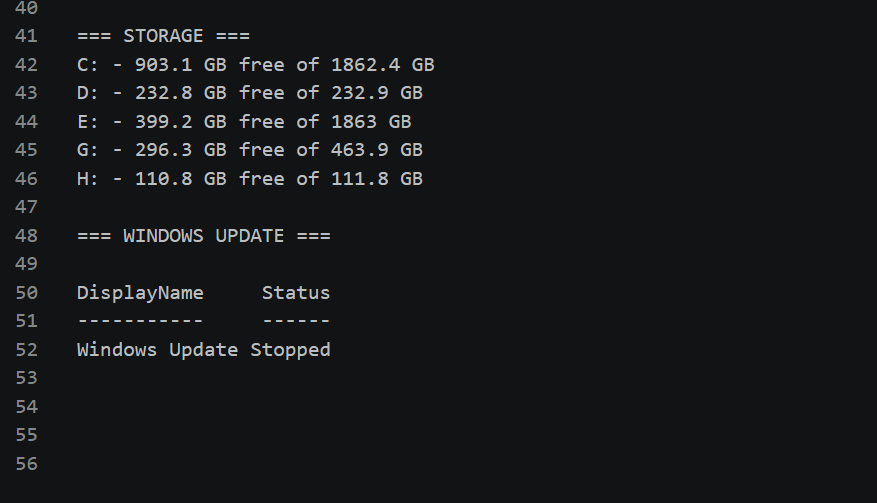 40
41 === STORAGE ===
42 C: - 903.1 GB free of 1862.4 GB
43 D: - 232.8 GB free of 232.9 GB
44 E: - 399.2 GB free of 1863 GB
45 G: - 296.3 GB free of 463.9 GB
46 H: - 110.8 GB free of 111.8 GB
47
48 === WINDOWS UPDATE ===
49
50 DisplayName     Status
51 -----------     ------
52 Windows Update Stopped
53
54
55
56